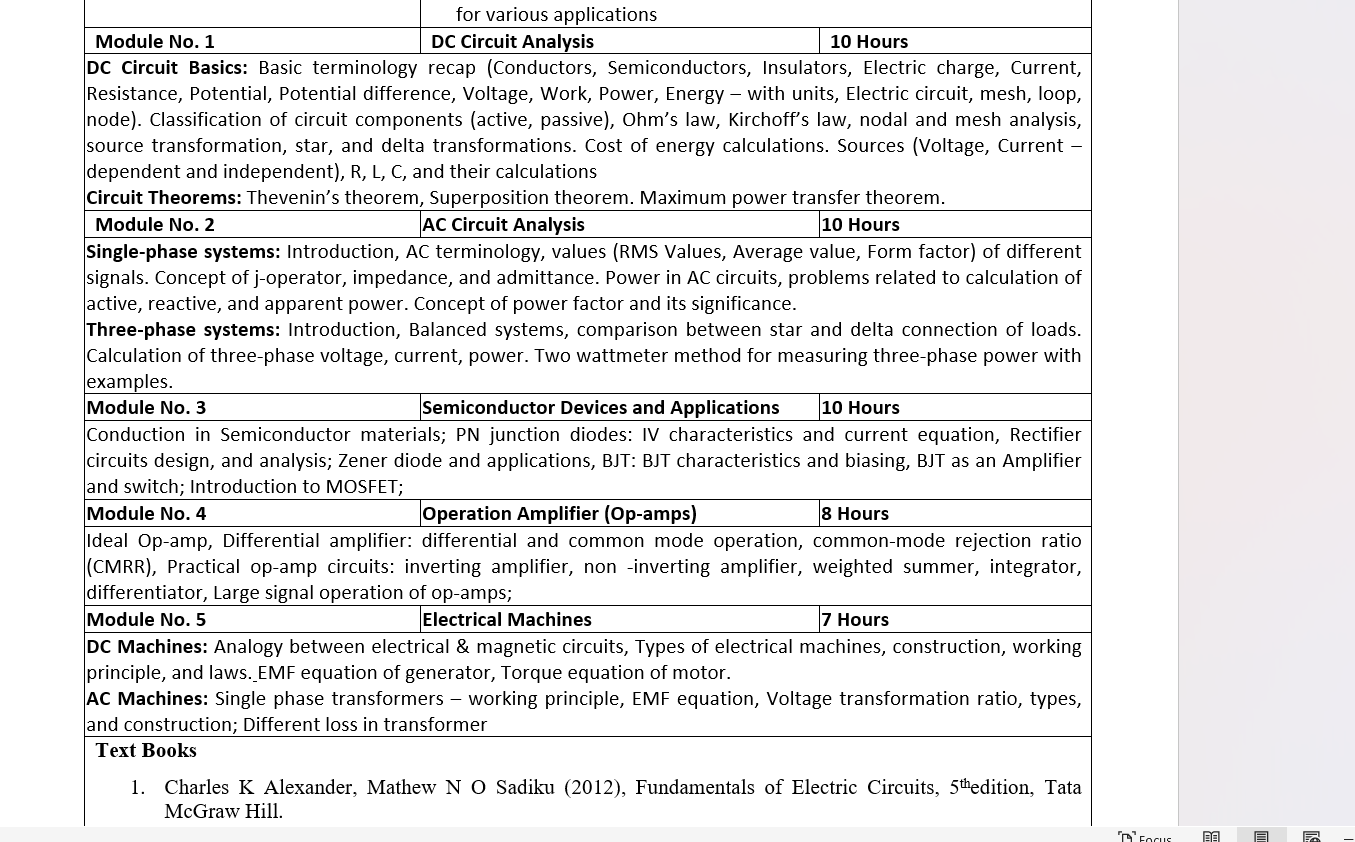 for various applications
Module No. 1 DC Circuit Analysis 10 Hours
DC Circuit Basics: Basic terminology recap (Conductors, Semiconductors, Insulators, Electric charge, Current,
Resistance, Potential, Potential difference, Voltage, Work, Power, Energy – with units, Electric circuit, mesh, loop,
node). Classification of circuit components (active, passive), Ohm’s law, Kirchoff’s law, nodal and mesh analysis,
source transformation, star, and delta transformations. Cost of energy calculations. Sources (Voltage, Current –
dependent and independent), R, L, C, and their calculations
Circuit Theorems: Thevenin’s theorem, Superposition theorem. Maximum power transfer theorem.
Module No. 2 AC Circuit Analysis 10 Hours
Single-phase systems: Introduction, AC terminology, values (RMS Values, Average value, Form factor) of different
signals. Concept of j-operator, impedance, and admittance. Power in AC circuits, problems related to calculation of
active, reactive, and apparent power. Concept of power factor and its significance.
Three-phase systems: Introduction, Balanced systems, comparison between star and delta connection of loads.
Calculation of three-phase voltage, current, power. Two wattmeter method for measuring three-phase power with
examples.
Module No. 3 Semiconductor Devices and Applications 10 Hours
Conduction in Semiconductor materials; PN junction diodes: IV characteristics and current equation, Rectifier
circuits design, and analysis; Zener diode and applications, BJT: BJT characteristics and biasing, BJT as an Amplifier
and switch; Introduction to MOSFET;
Module No. 4 Operation Amplifier (Op-amps) 8 Hours
Ideal Op-amp, Differential amplifier: differential and common mode operation, common-mode rejection ratio
(CMRR), Practical op-amp circuits: inverting amplifier, non -inverting amplifier, weighted summer, integrator,
differentiator, Large signal operation of op-amps;
Module No. 5 Electrical Machines 7 Hours
DC Machines: Analogy between electrical & magnetic circuits, Types of electrical machines, construction, working
principle, and laws. EMF equation of generator, Torque equation of motor.
AC Machines: Single phase transformers – working principle, EMF equation, Voltage transformation ratio, types,
and construction; Different loss in transformer
Text Books
1. Charles K Alexander, Mathew N O Sadiku (2012), Fundamentals of Electric Circuits, 5thedition, Tata
McGraw Hill.
Focus